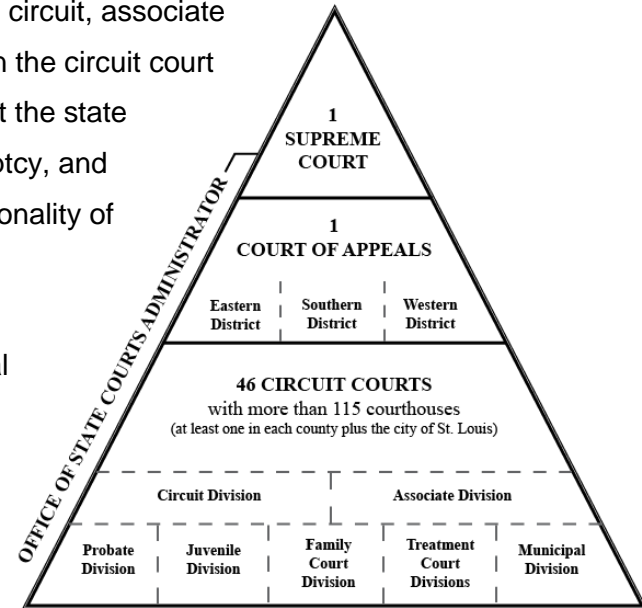 circuit, associate
the circuit court
the state
and
of
1
SUPREME
COURT
OFFICE OF STATE COURTS ADMINISTRATOR
1
COURT OF APPEALS
Eastern
District
Southern
District
Western
District
46 CIRCUIT COURTS
with more than 115 courthouses
(at least one in each county plus the city of St. Louis)
Circuit Division
Associate Division
Probate
Division
Juvenile
Division
Family
Court
Division
Treatment
Court
Divisions
Municipal
Division